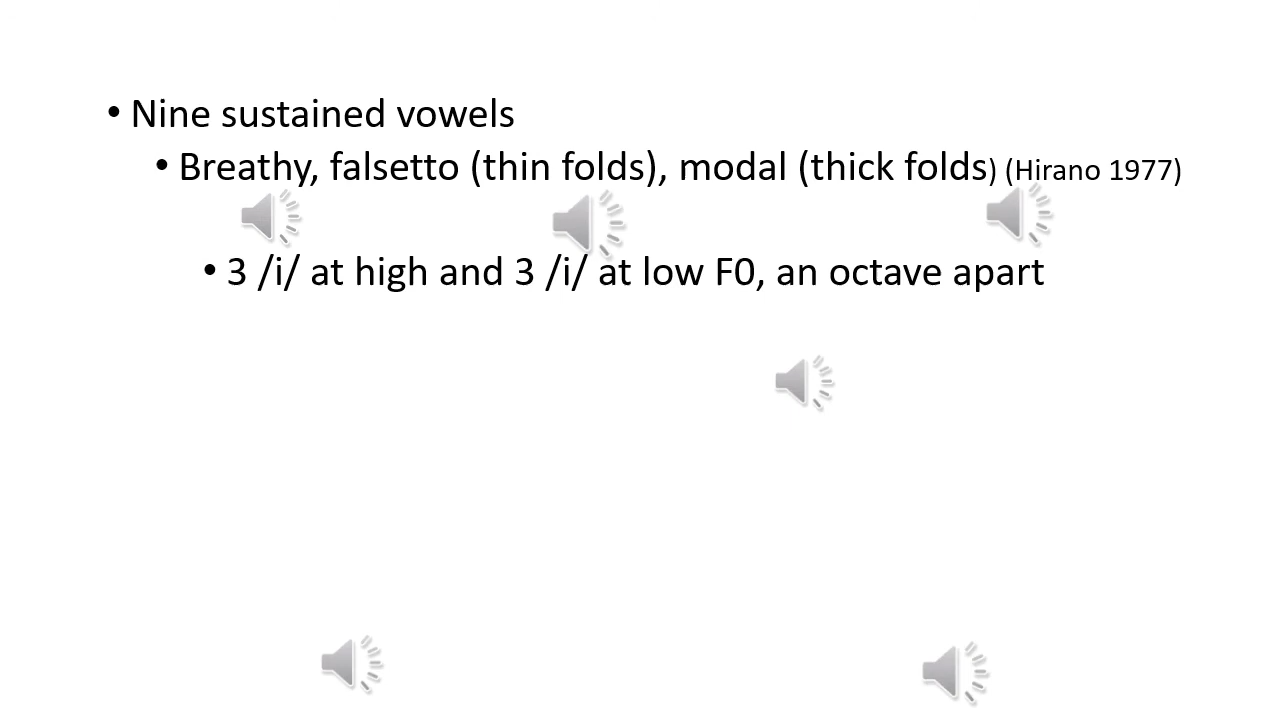 • Nine sustained vowels
• Breathy, falsetto (thin folds), modal (thick folds) (Hirano 1977)
• 3 /i/ at high and 3 /i/ at low F0, an octave apart